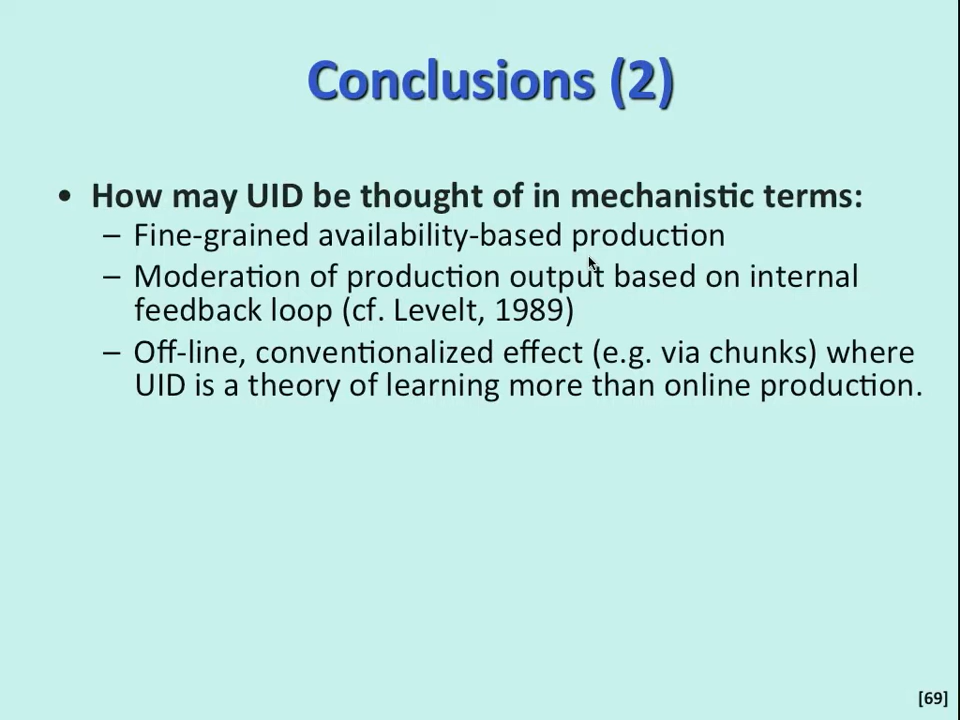 Conclusions (2)
• How may UID be thought of in mechanistic terms:
– Fine-grained availability-based production
– Moderation of production output based on internal
feedback loop (cf. Levelt, 1989)
– Off-line, conventionalized effect (e.g. via chunks) where
UID is a theory of learning more than online production.
[69]